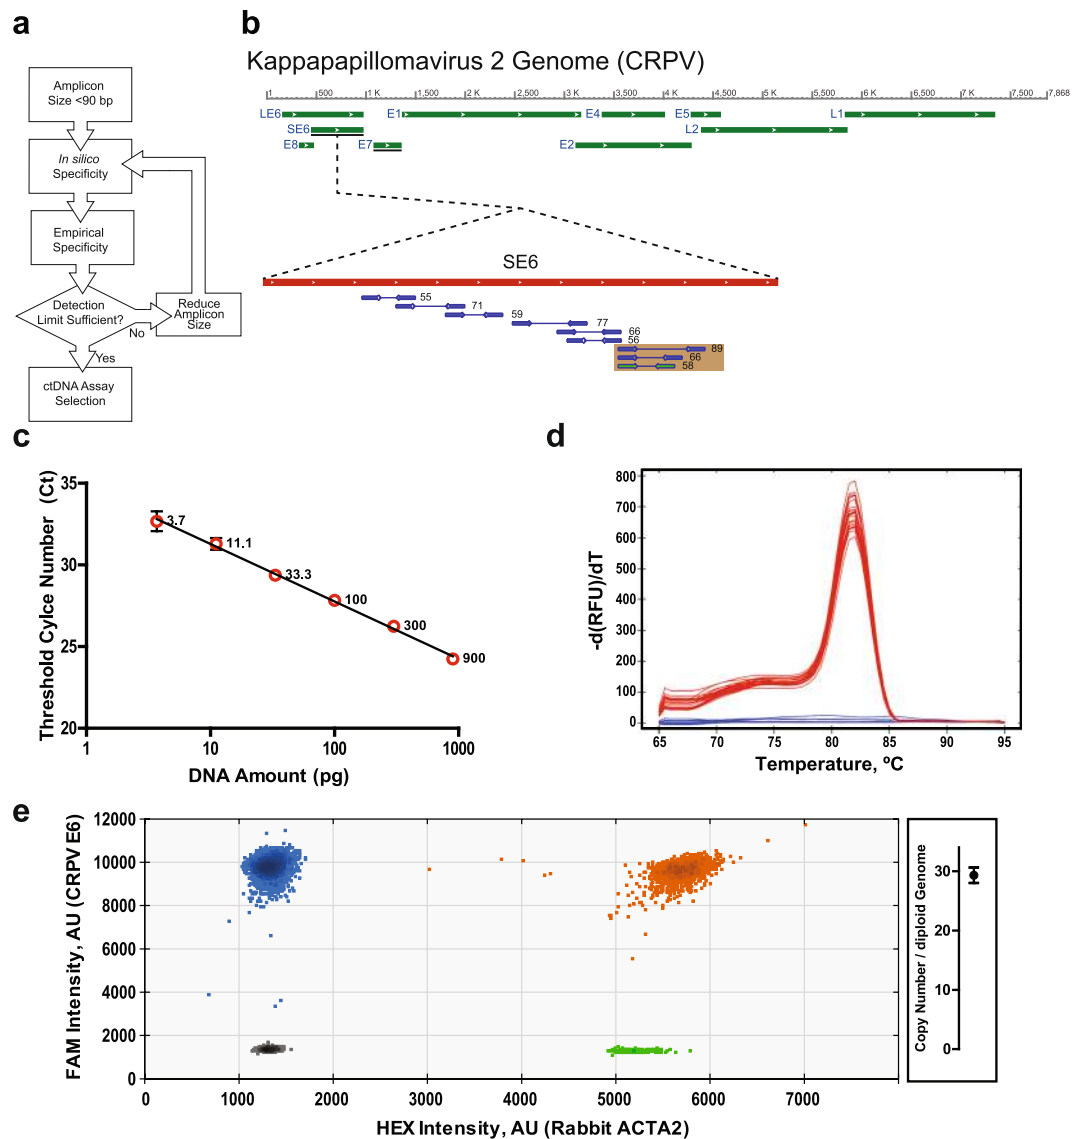 a
Amplicon
Size <90 bp
In silico
Specificity
Empirical
Specificity
Detection
Limit Sufficient?
No
Reduce
Amplicon
Size
Yes
ctDNA Assay
Selection
b
Kappapapillomavirus 2 Genome (CRPV)
1 500 1 K 1,500 2 K 2,500 3 K 3,500 4 K 4,500 5 K 5,500 6 K 6,500 7 K 7,500 7,868
LE6 E1 E4 E5 L1
SE6 L2
E8 E7 E2
SE6
55
71
59
77
66
56
89
66
58
c
Threshold Cylce Number (Ct)
35
30
25
20
3.7
11.1
33.3
100
300
900
1 10 100 1000
DNA Amount (pg)
d
-d(RFU)/dT
800
700
600
500
400
300
200
100
0
65 70 75 80 85 90 95
Temperature, ºC
e
FAM Intensity, AU (CRPV E6)
12000
10000
8000
6000
4000
2000
0
0 1000 2000 3000 4000 5000 6000 7000
HEX Intensity, AU (Rabbit ACTA2)
Copy Number / diploid Genome
30
20
10
0